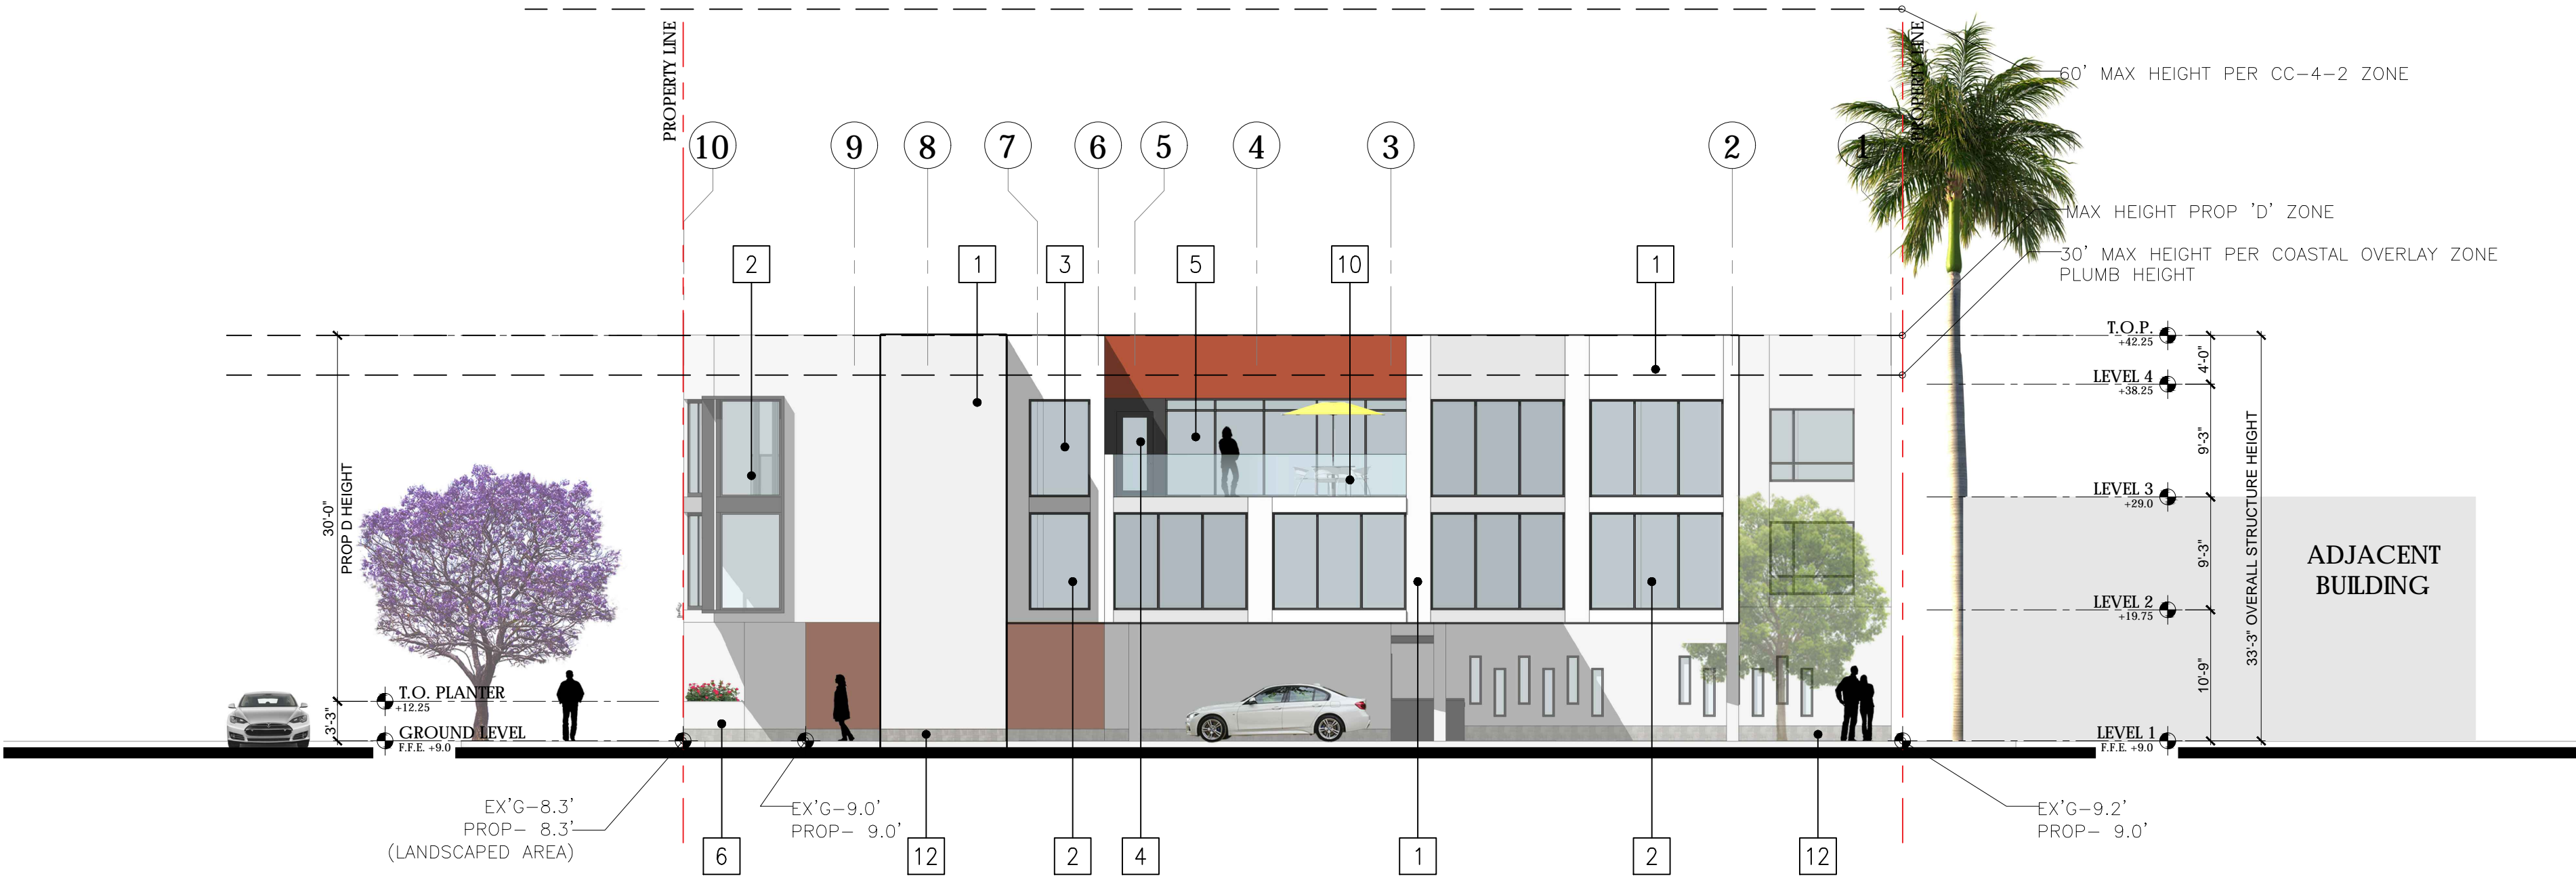 PROPERTY LINE
PROPERTY LINE
60' MAX HEIGHT PER CC-4-2 ZONE
10
9
8
7
6
5
4
3
2
1
MAX HEIGHT PROP 'D' ZONE
30' MAX HEIGHT PER COASTAL OVERLAY ZONE
PLUMB HEIGHT
2
1
3
5
10
1
T.O.P.
+42.25
4'-0"
LEVEL 4
+38.25
9'-3"
LEVEL 3
+29.0
9'-3"
LEVEL 2
+19.75
10'-9"
LEVEL 1
F.F.E. +9.0
33'-3" OVERALL STRUCTURE HEIGHT
ADJACENT
BUILDING
30'-0"
PROP D HEIGHT
T.O. PLANTER
+12.25
3'-3"
GROUND LEVEL
F.F.E. +9.0
EX'G-8.3'
PROP- 8.3'
(LANDSCAPED AREA)
EX'G-9.0'
PROP- 9.0'
EX'G-9.2'
PROP- 9.0'
6
12
2
4
1
2
12